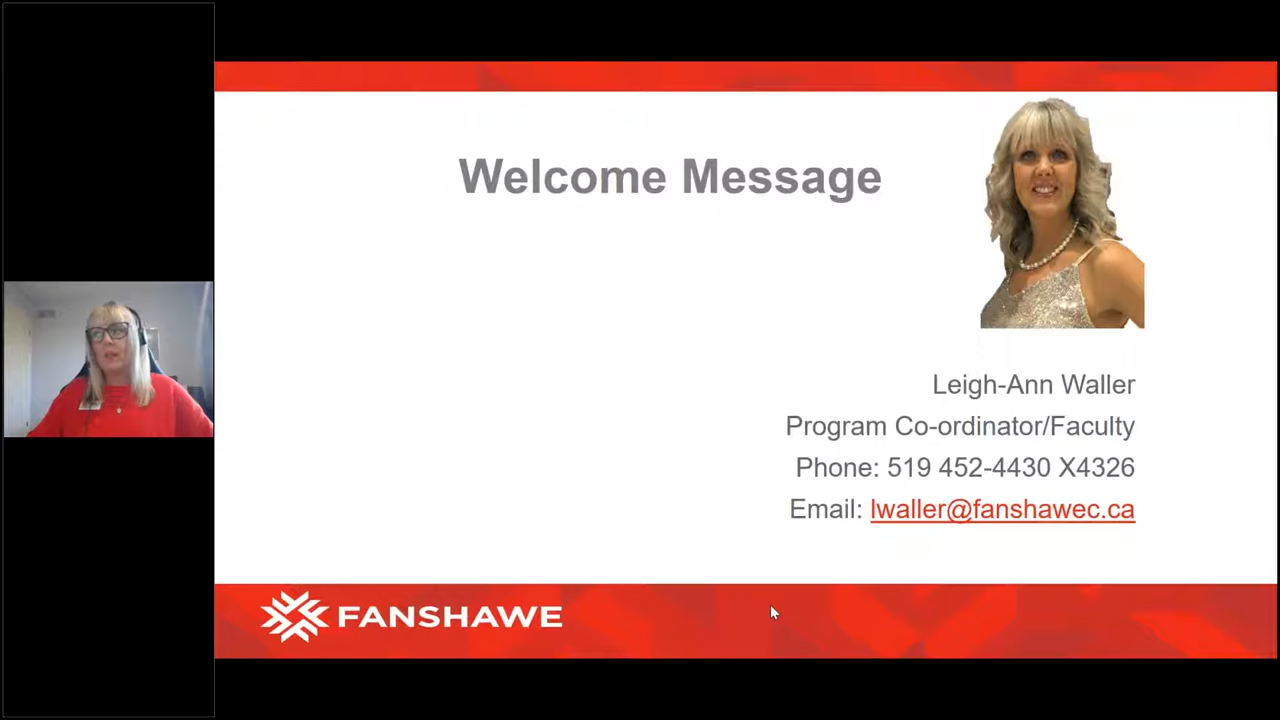 Welcome Message
Leigh-Ann Waller
Program Co-ordinator/Faculty
Phone: 519 452-4430 X4326
Email: lwaller@fanshawec.ca
FANSHAWE